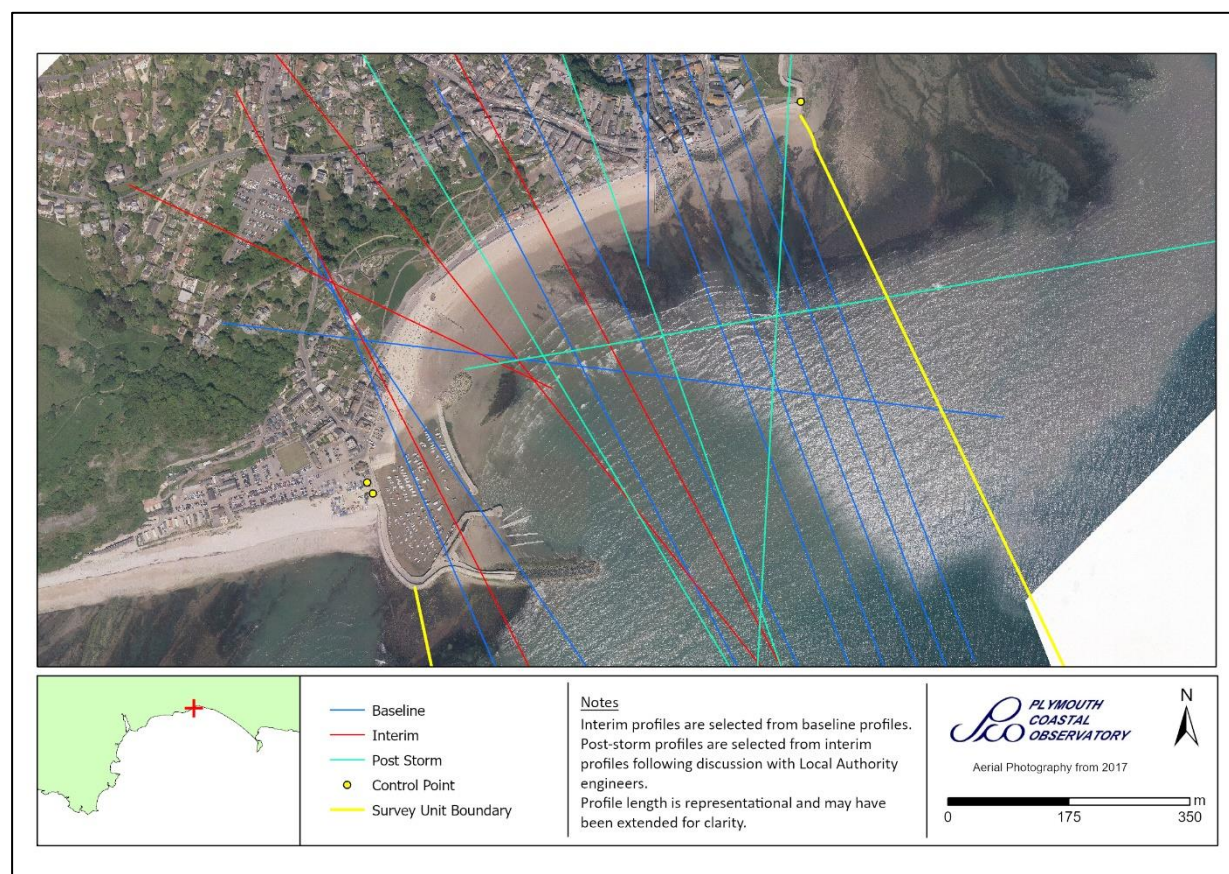 Baseline
Interim
Post Storm
Control Point
Survey Unit Boundary
Notes
Interim profiles are selected from baseline profiles.
Post-storm profiles are selected from interim
profiles following discussion with Local Authority
engineers.
Profile length is representational and may have
been extended for clarity.
PLYMOUTH
COASTAL
OBSERVATORY
Aerial Photography from 2017
N
m
0 175 350